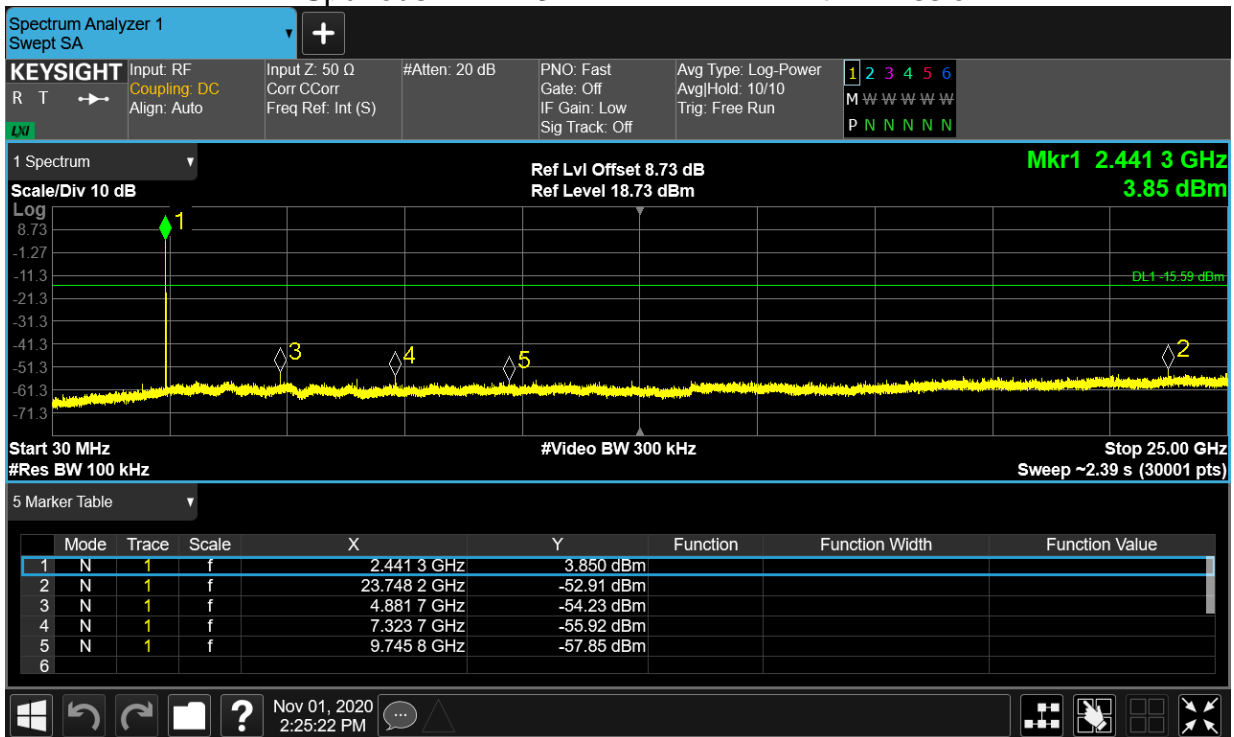 Spectrum Analyzer 1
Swept SA
+
KEYSIGHT Input: RF Input Z: 50 Ω #Atten: 20 dB PNO: Fast Avg Type: Log-Power 1 2 3 4 5 6
R T Coupling: DC Corr CCorr Gate: Off Avg|Hold: 10/10 M W W W W W
Align: Auto Freq Ref: Int (S) IF Gain: Low Trig: Free Run
LXI Sig Track: Off P N N N N N
1 Spectrum Ref Lvl Offset 8.73 dB Mkr1 2.441 3 GHz
Scale/Div 10 dB Ref Level 18.73 dBm 3.85 dBm
Log
8.73 1
-1.27
-11.3 DL1 -15.59 dBm
-21.3
-31.3
-41.3 3 4 5 2
-51.3
-61.3
-71.3
Start 30 MHz #Video BW 300 kHz Stop 25.00 GHz
#Res BW 100 kHz Sweep ~2.39 s (30001 pts)
5 Marker Table
Mode Trace Scale X Y Function Function Width Function Value
1 N 1 f 2.441 3 GHz 3.850 dBm
2 N 1 f 23.748 2 GHz -52.91 dBm
3 N 1 f 4.881 7 GHz -54.23 dBm
4 N 1 f 7.323 7 GHz -55.92 dBm
5 N 1 f 9.745 8 GHz -57.85 dBm
6
? Nov 01, 2020
2:25:22 PM